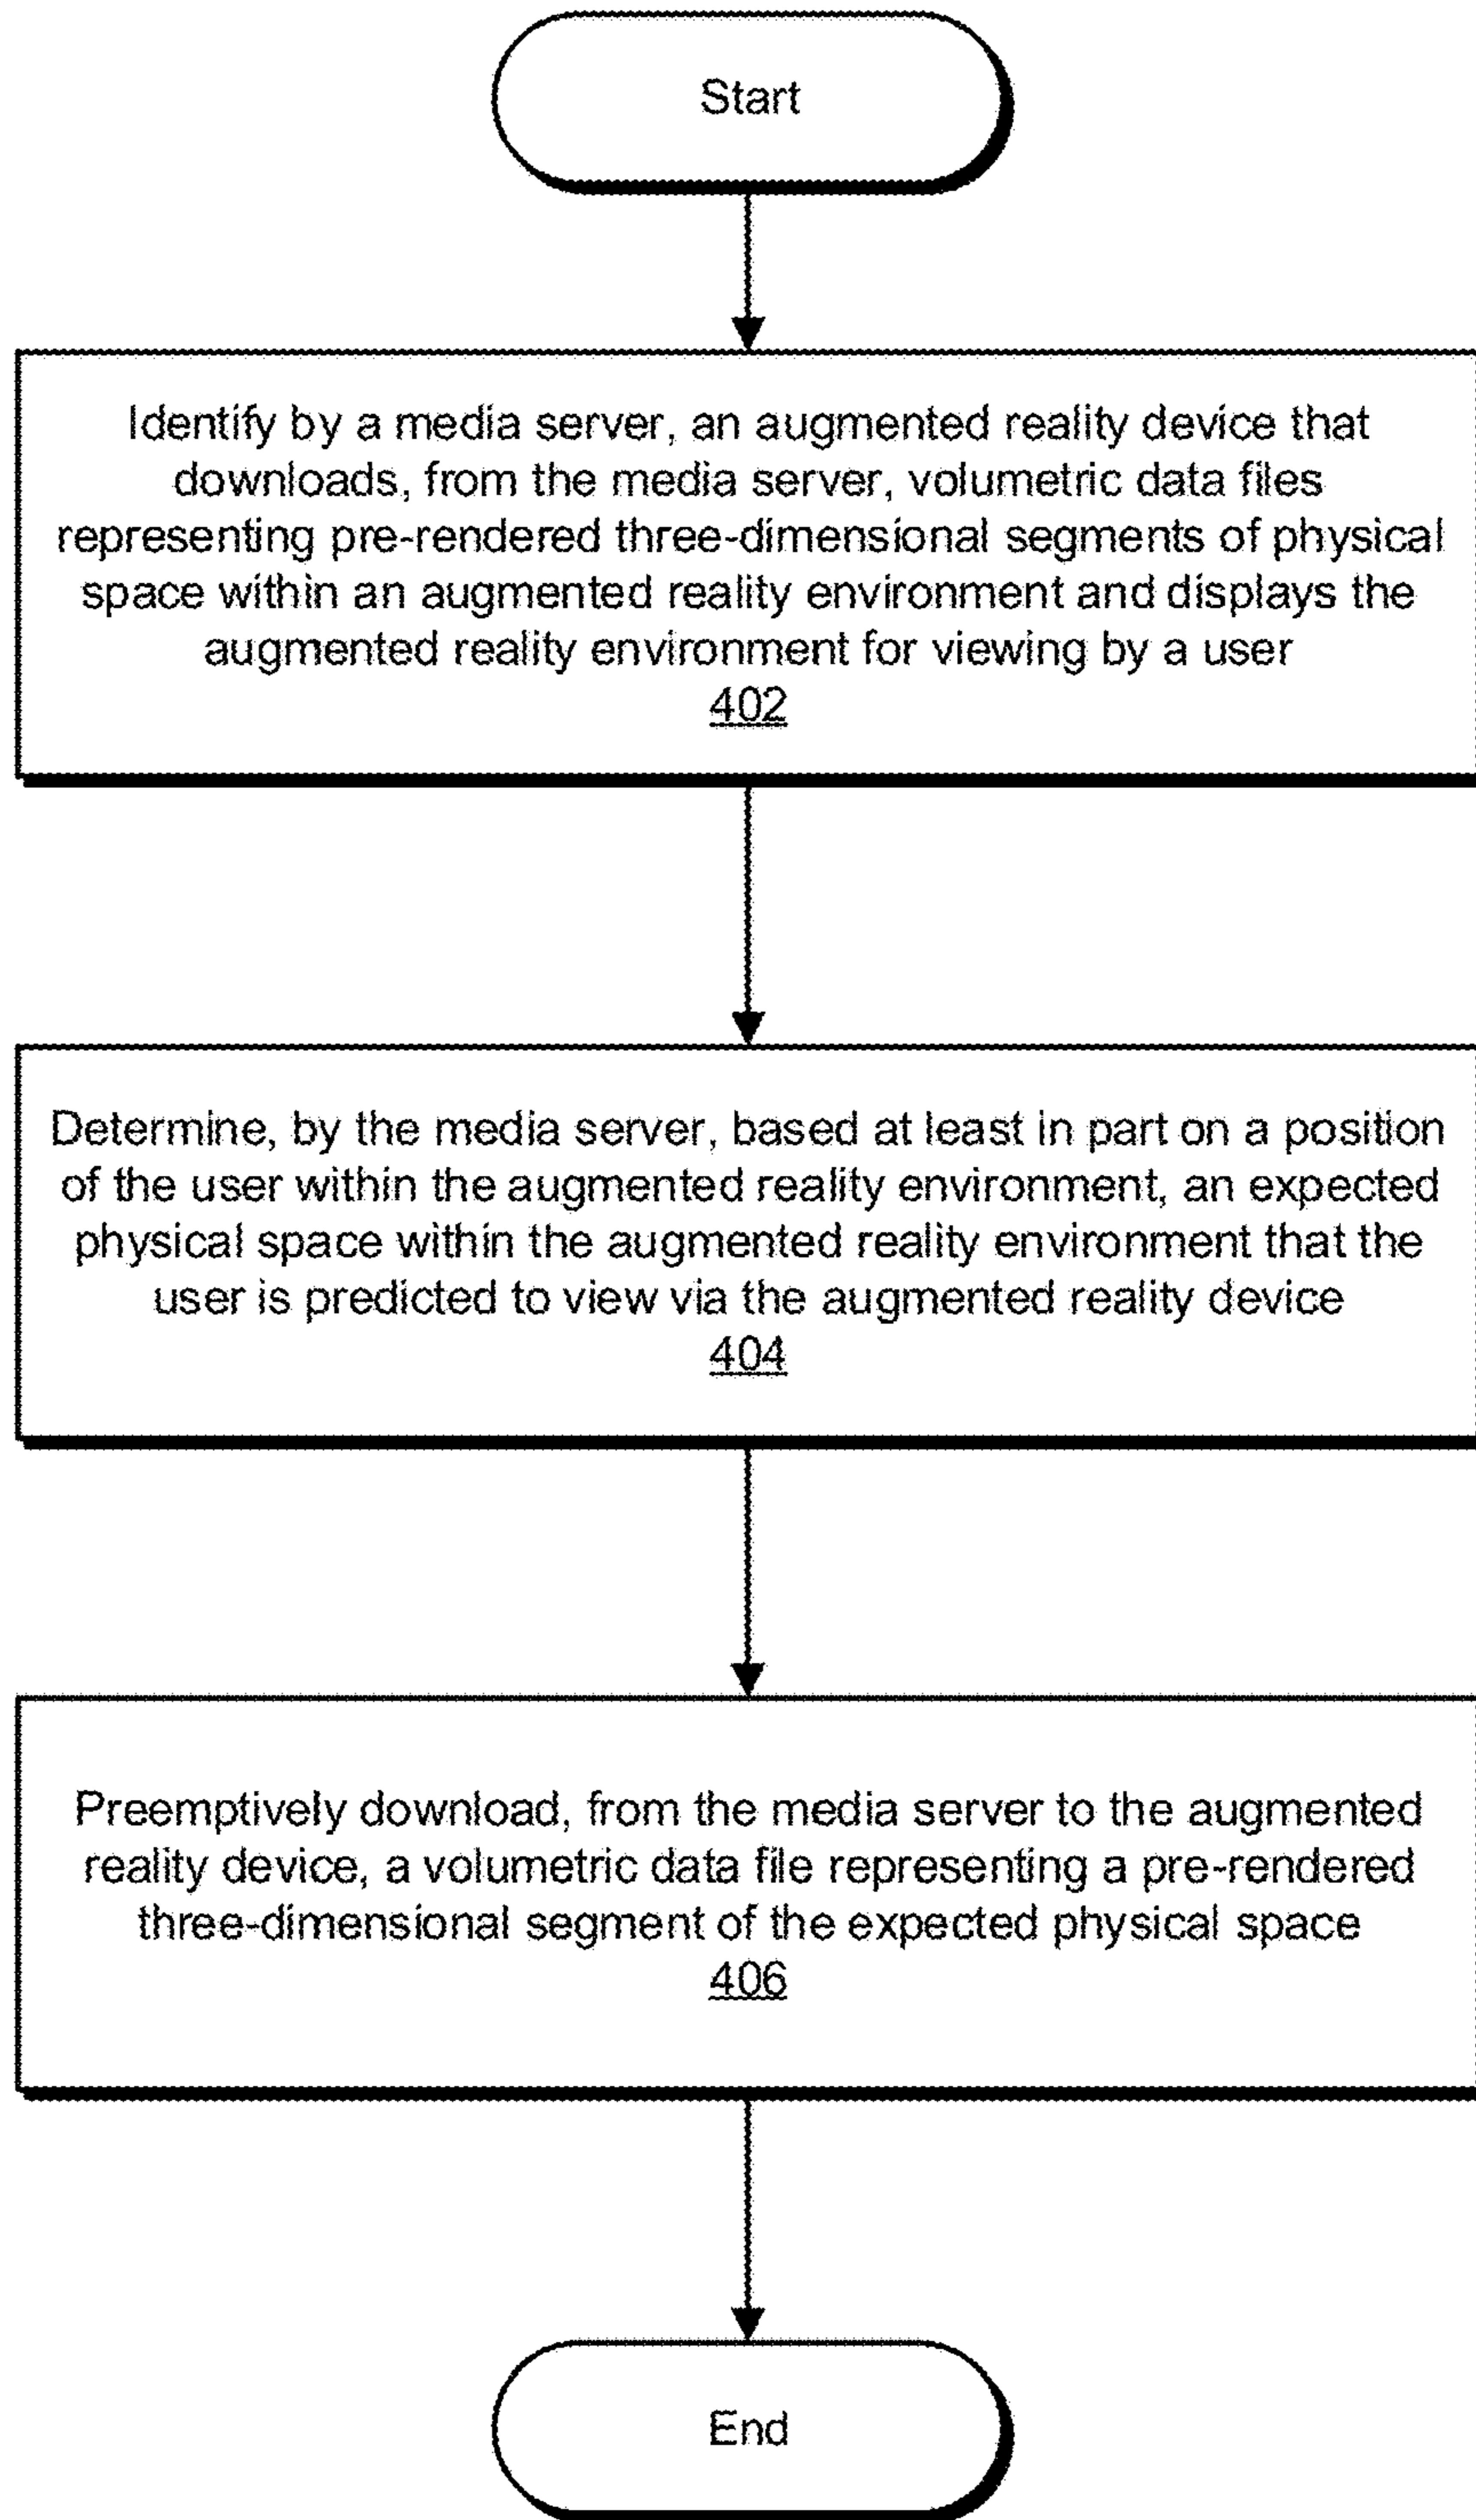 Start
Identify by a media server, an augmented reality device that
downloads, from the media server, volumetric data files
representing pre-rendered three-dimensional segments of physical
space within an augmented reality environment and displays the
augmented reality environment for viewing by a user
402
Determine, by the media server, based at least in part on a position
of the user within the augmented reality environment, an expected
physical space within the augmented reality environment that the
user is predicted to view via the augmented reality device
404
Preemptively download, from the media server to the augmented
reality device, a volumetric data file representing a pre-rendered
three-dimensional segment of the expected physical space
406
End